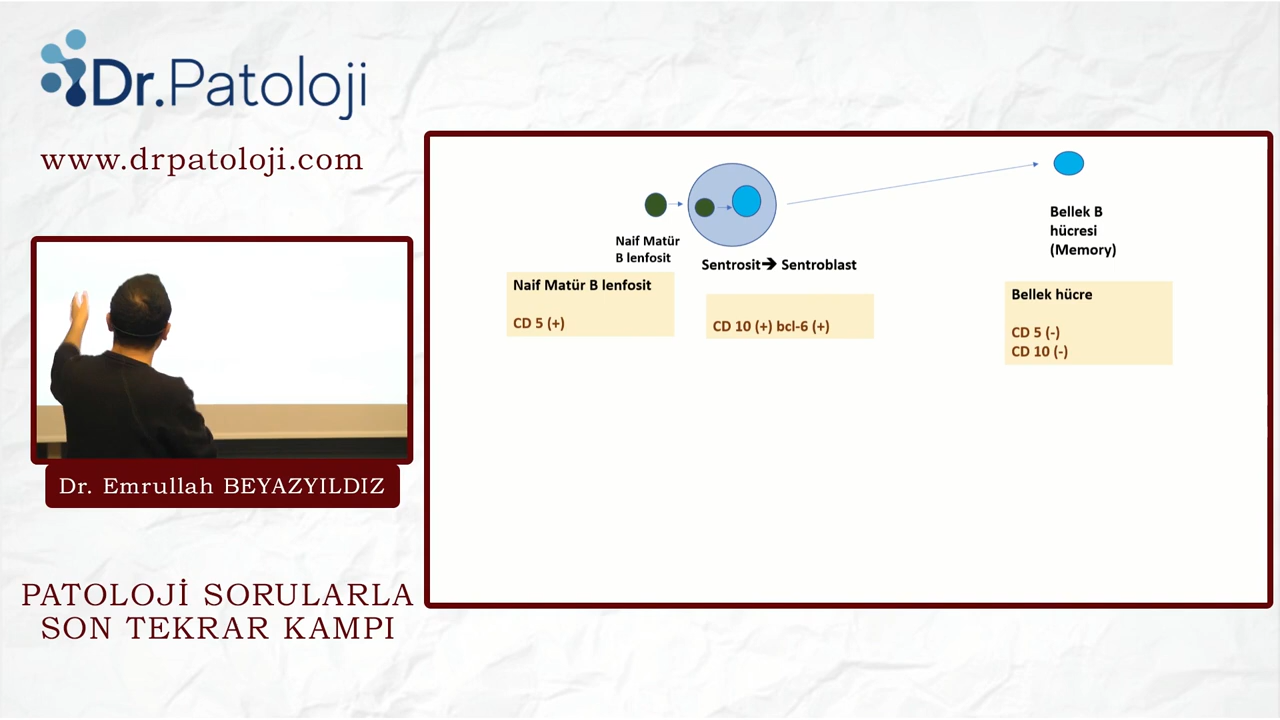 Dr.Patoloji
www.drpatoloji.com
Dr. Emrullah BEYAZYILDIZ
PATOLOJİ SORULARLA
SON TEKRAR KAMPI
Naif Matür
B lenfosit
Sentrosit➔ Sentroblast
Bellek B
hücresi
(Memory)
Naif Matür B lenfosit
CD 5 (+)
CD 10 (+) bcl-6 (+)
Bellek hücre
CD 5 (-)
CD 10 (-)